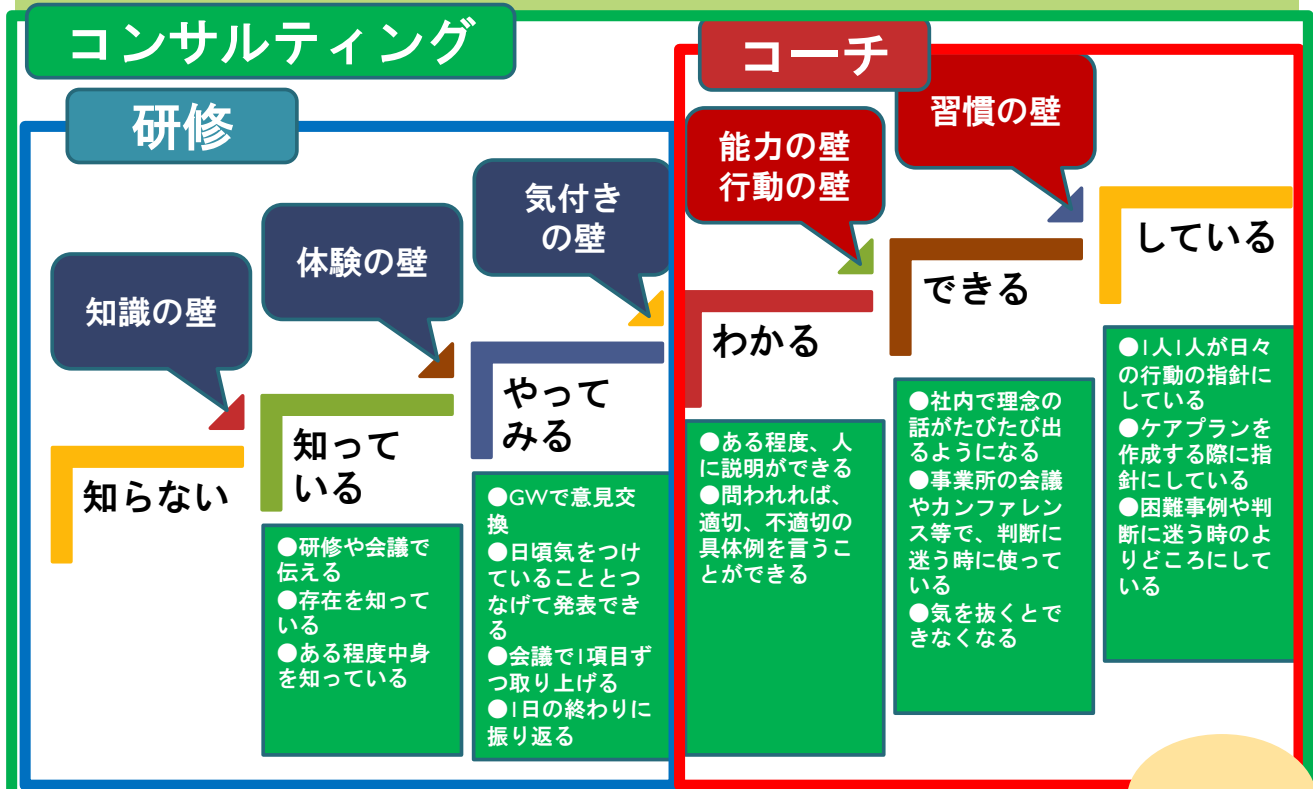 コンサルティング
コーチ
研修
知識の壁
体験の壁
気付き
の壁
能力の壁
行動の壁
習慣の壁
知らない
知って
いる
●研修や会議で
伝える
●存在を知って
いる
●ある程度中身
を知っている
やって
みる
●GWで意見交
換
●日頃気をつけ
ていることとつ
なげて発表でき
る
●会議で1項目ず
つ取り上げる
●1日の終わりに
振り返る
わかる
●ある程度、人
に説明ができる
●問われれば、
適切、不適切の
具体例を言うこ
とができる
できる
●社内で理念の
話がたびたび出
るようになる
●事業所の会議
やカンファレン
ス等で、判断に
迷う時に使って
いる
●気を抜くとで
きなくなる
している
●1人1人が日々
の行動の指針に
している
●ケアプランを
作成する際に指
針にしている
●困難事例や判
断に迷う時のよ
りどころにして
いる